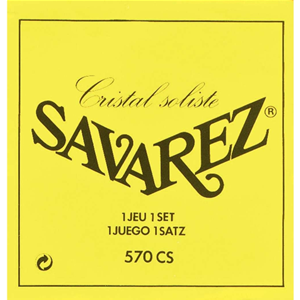 Cristal soliste
SAVAREZ®
1 JEU 1 SET
1 JUEGO 1 SATZ
570 CS